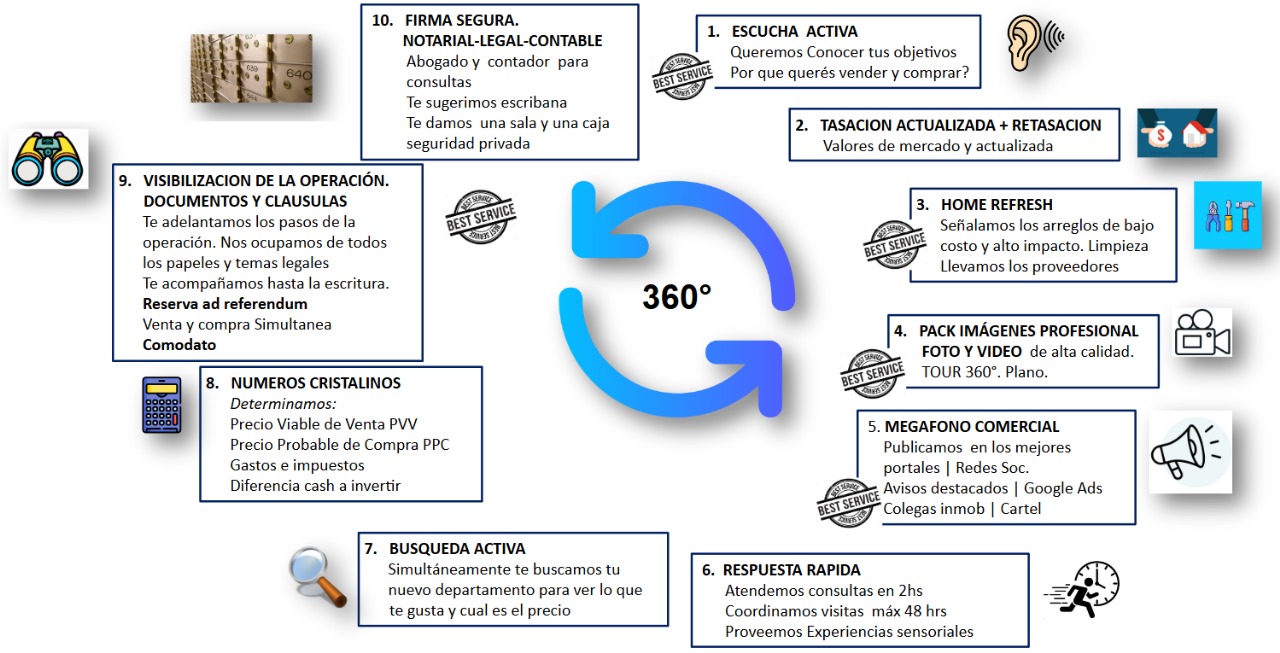 1. ESCUCHA ACTIVA
Queremos Conocer tus objetivos
Por que querés vender y comprar?
BEST SERVICE
2. TASACION ACTUALIZADA + RETASACION
Valores de mercado y actualizada
3. HOME REFRESH
Señalamos los arreglos de bajo
costo y alto impacto. Limpieza
Llevamos los proveedores
BEST SERVICE
4. PACK IMÁGENES PROFESIONAL
FOTO Y VIDEO de alta calidad.
TOUR 360°. Plano.
BEST SERVICE
5. MEGAFONO COMERCIAL
Publicamos en los mejores
portales | Redes Soc.
Avisos destacados | Google Ads
Colegas inmob | Cartel
BEST SERVICE
6. RESPUESTA RAPIDA
Atendemos consultas en 2hs
Coordinamos visitas máx 48 hrs
Proveemos Experiencias sensoriales
7. BUSQUEDA ACTIVA
Simultáneamente te buscamos tu
nuevo departamento para ver lo que
te gusta y cual es el precio
8. NUMEROS CRISTALINOS
Determinamos:
Precio Viable de Venta PVV
Precio Probable de Compra PPC
Gastos e impuestos
Diferencia cash a invertir
9. VISIBILIZACION DE LA OPERACIÓN.
DOCUMENTOS Y CLAUSULAS
Te adelantamos los pasos de la
operación. Nos ocupamos de todos
los papeles y temas legales
Te acompañamos hasta la escritura.
Reserva ad referendum
Venta y compra Simultanea
Comodato
BEST SERVICE
10. FIRMA SEGURA.
NOTARIAL-LEGAL-CONTABLE
Abogado y contador para
consultas
Te sugerimos escribana
Te damos una sala y una caja
seguridad privada
360°
640